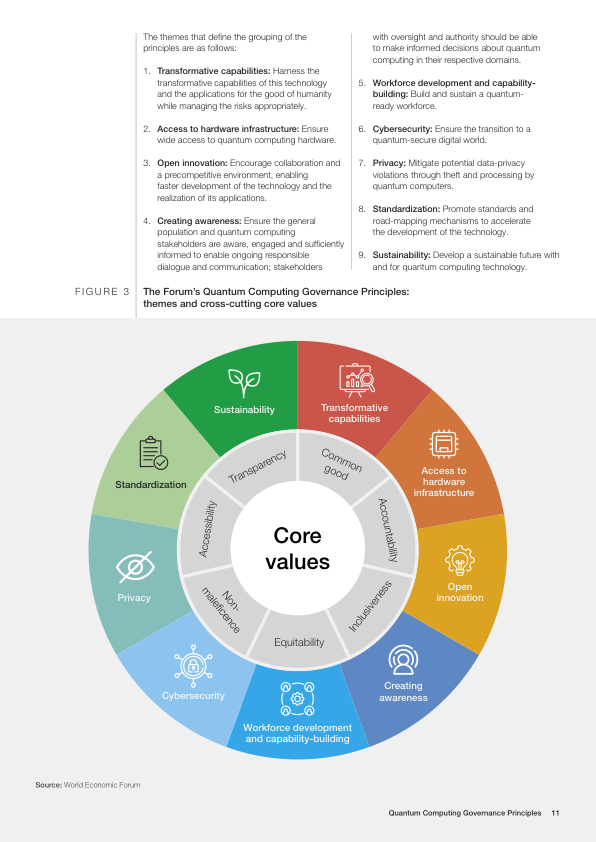 The themes that define the grouping of the
principles are as follows:
1. Transformative capabilities: Harness the
transformative capabilities of this technology
and the applications for the good of humanity
while managing the risks appropriately.
2. Access to hardware infrastructure: Ensure
wide access to quantum computing hardware.
3. Open innovation: Encourage collaboration and
a precompetitive environment, enabling
faster development of the technology and the
realization of its applications.
4. Creating awareness: Ensure the general
population and quantum computing
stakeholders are aware, engaged and sufficiently
informed to enable ongoing responsible
dialogue and communication; stakeholders
with oversight and authority should be able
to make informed decisions about quantum
computing in their respective domains.
5. Workforce development and capability-
building: Build and sustain a quantum-
ready workforce.
6. Cybersecurity: Ensure the transition to a
quantum-secure digital world.
7. Privacy: Mitigate potential data-privacy
violations through theft and processing by
quantum computers.
8. Standardization: Promote standards and
road-mapping mechanisms to accelerate
the development of the technology.
9. Sustainability: Develop a sustainable future with
and for quantum computing technology.
FIGURE 3
The Forum's Quantum Computing Governance Principles:
themes and cross-cutting core values
Sustainability
Transformative
capabilities
Access to
hardware
infrastructure
Open
innovation
Creating
awareness
Workforce development
and capability-building
Cybersecurity
Privacy
Standardization
Transparency
Common
good
Accountability
Inclusiveness
Equitability
Non-
maleficence
Accessibility
Core
values
Source: World Economic Forum
Quantum Computing Governance Principles 11